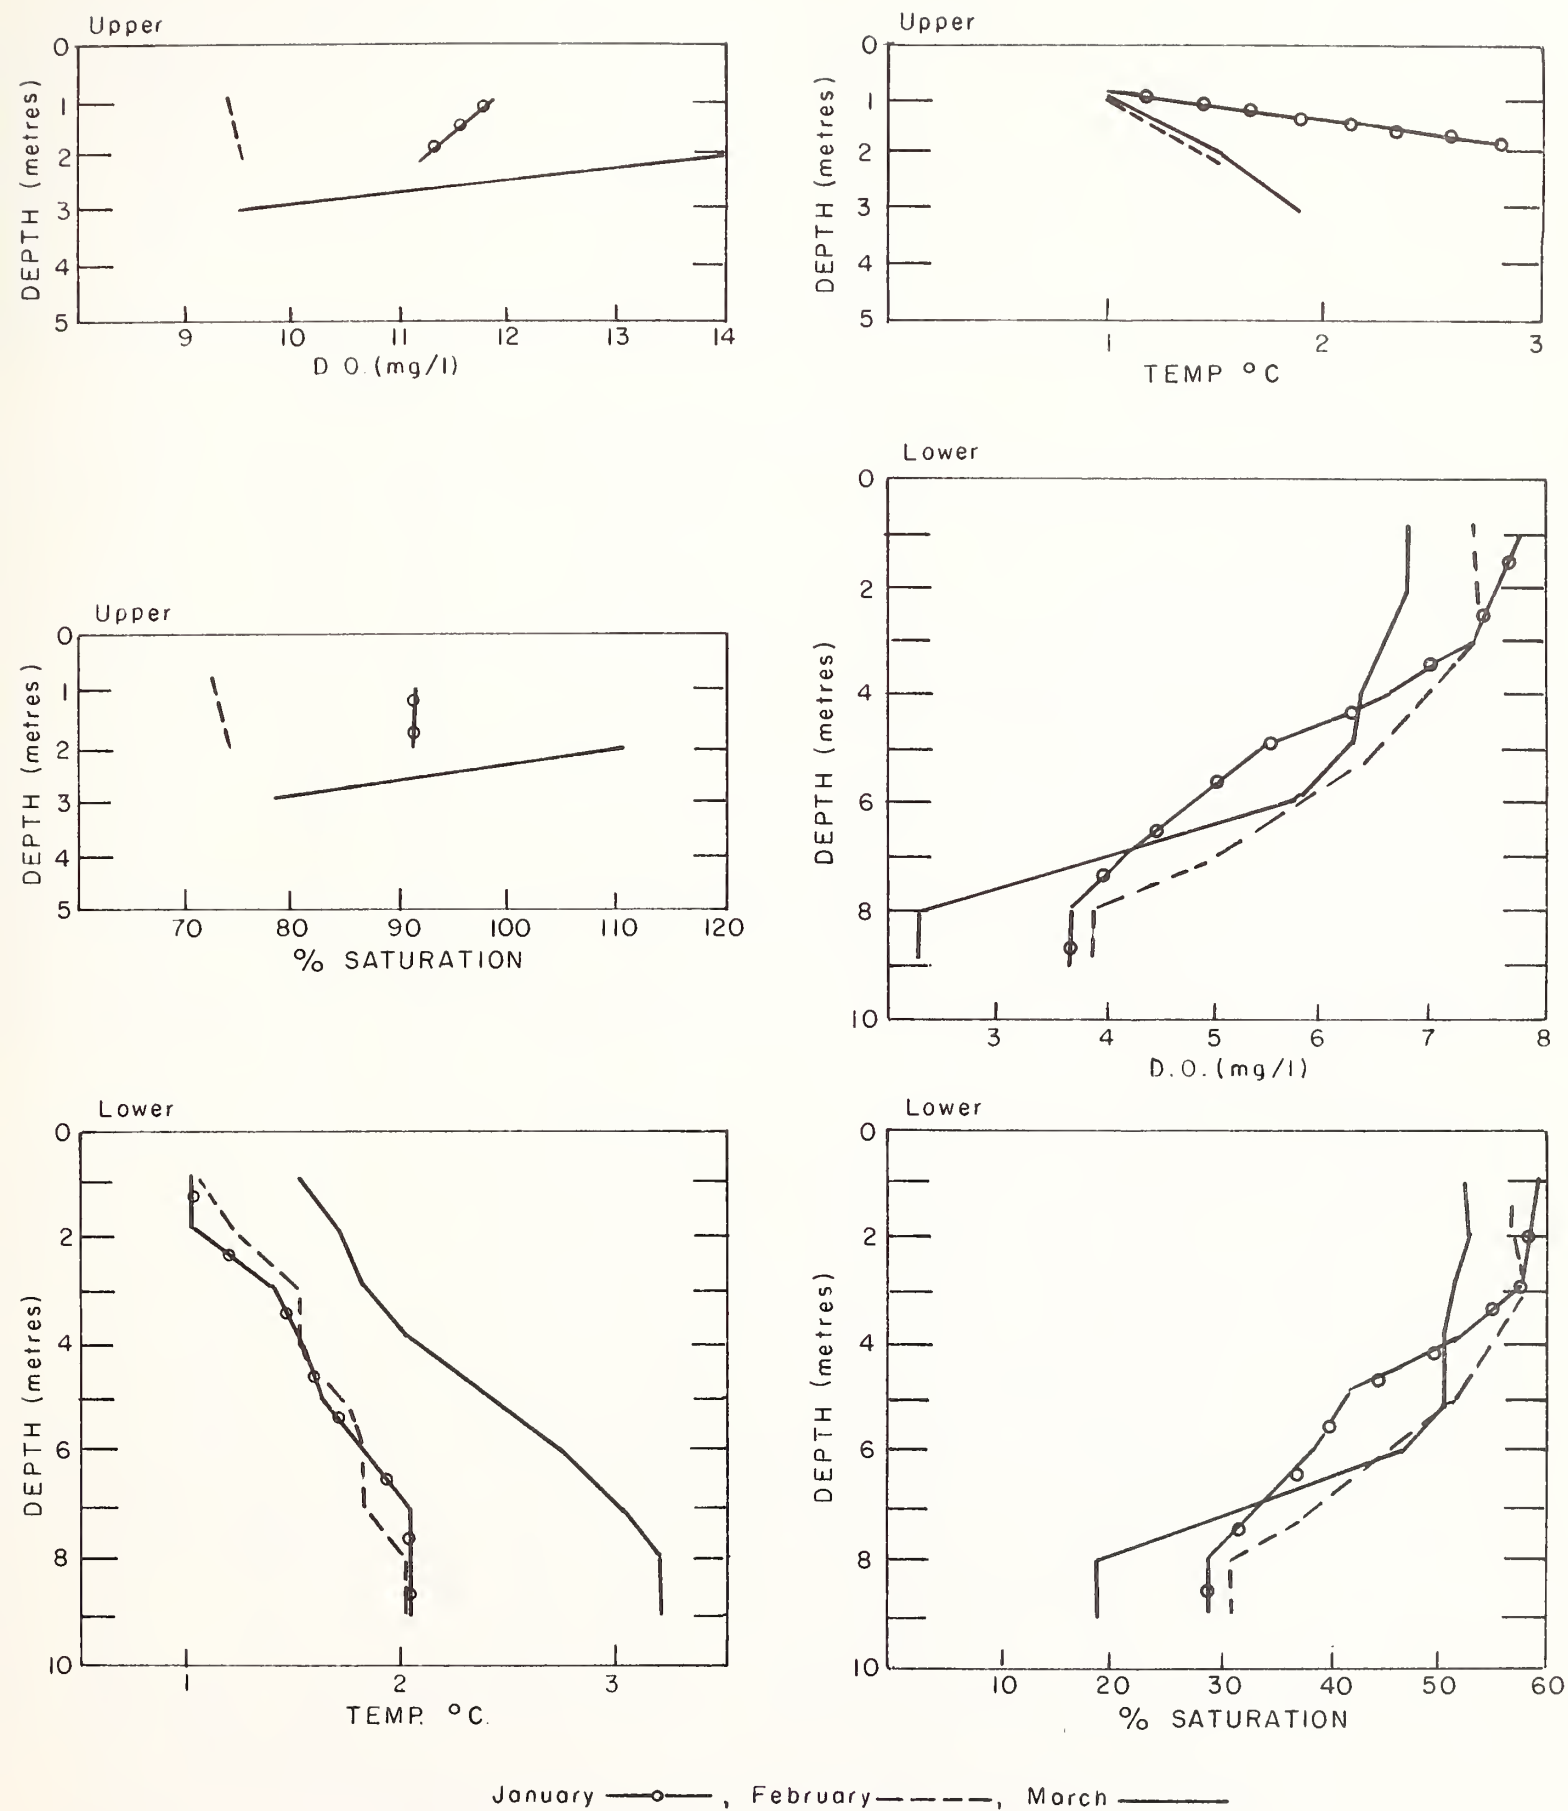 Upper
0
1
2
3
4
5
DEPTH (metres)
9 10 11 12 13 14
D O. (mg/l)
Upper
0
1
2
3
4
5
DEPTH (metres)
1 2 3
TEMP °C
Upper
0
1
2
3
4
5
DEPTH (metres)
70 80 90 100 110 120
% SATURATION
Lower
0
2
4
6
8
10
DEPTH (metres)
3 4 5 6 7 8
D.O. (mg/l)
Lower
0
2
4
6
8
10
DEPTH (metres)
1 2 3
TEMP. °C.
Lower
0
2
4
6
8
10
DEPTH (metres)
10 20 30 40 50 60
% SATURATION
January , February , March